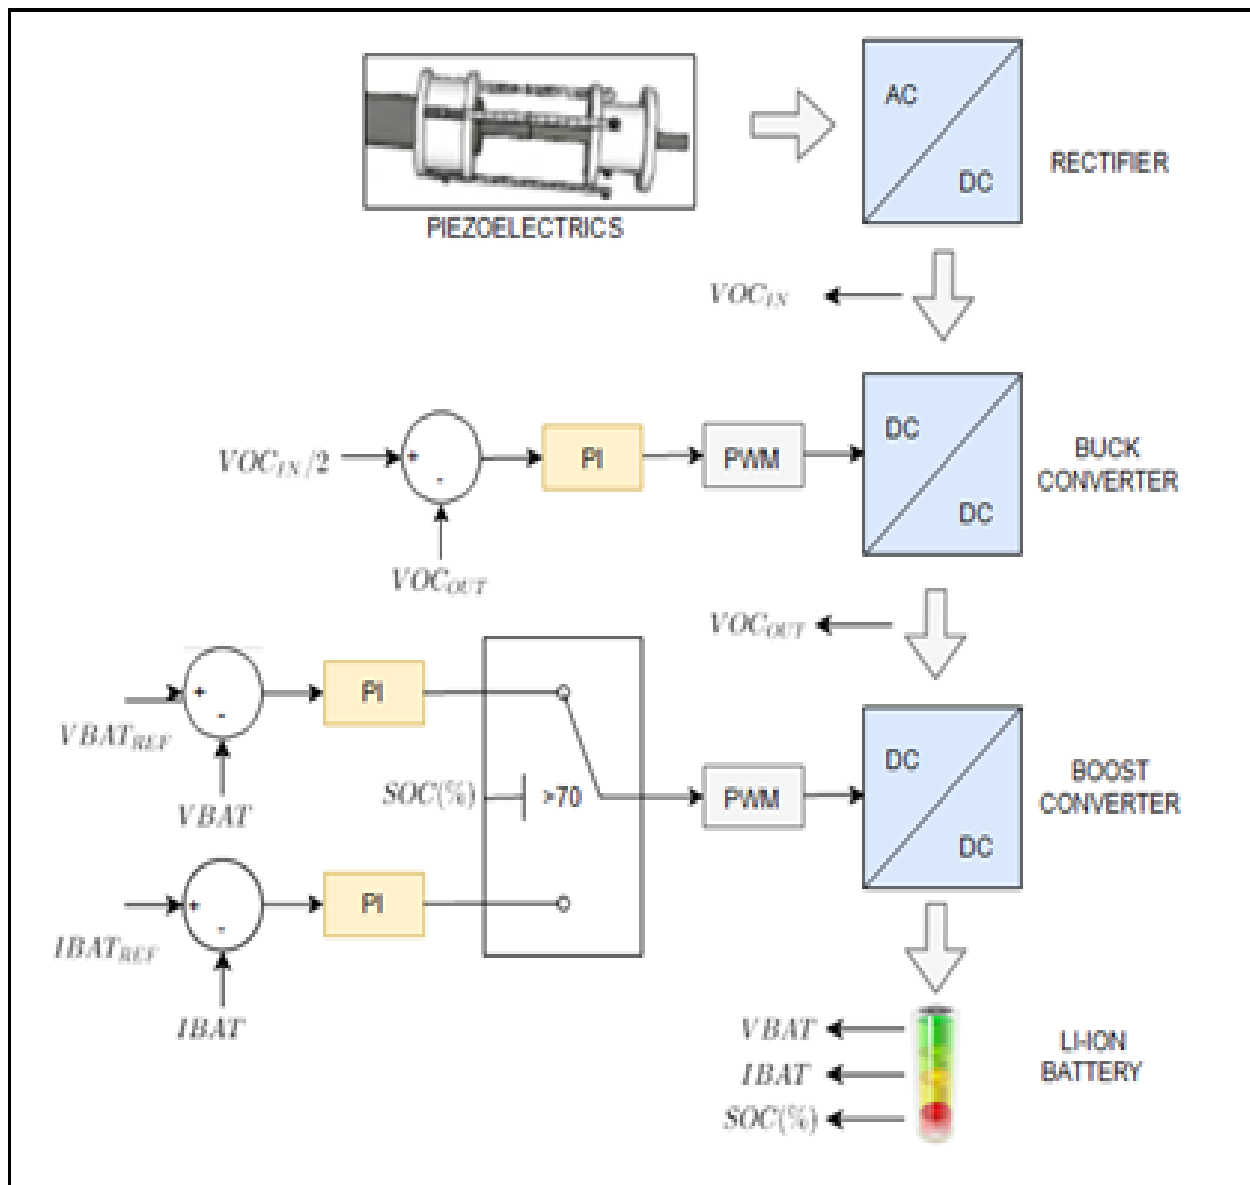 AC
DC
RECTIFIER
PIEZOELECTRICS
VOC_IN
VOC_IN/2
+
-
PI
PWM
DC
DC
BUCK
CONVERTER
VOC_OUT
VOC_OUT
+
-
PI
VBAT_REF
VBAT
SOC(%)
>70
PWM
DC
DC
BOOST
CONVERTER
+
-
PI
IBAT_REF
IBAT
VBAT
IBAT
SOC(%)
LI-ION
BATTERY